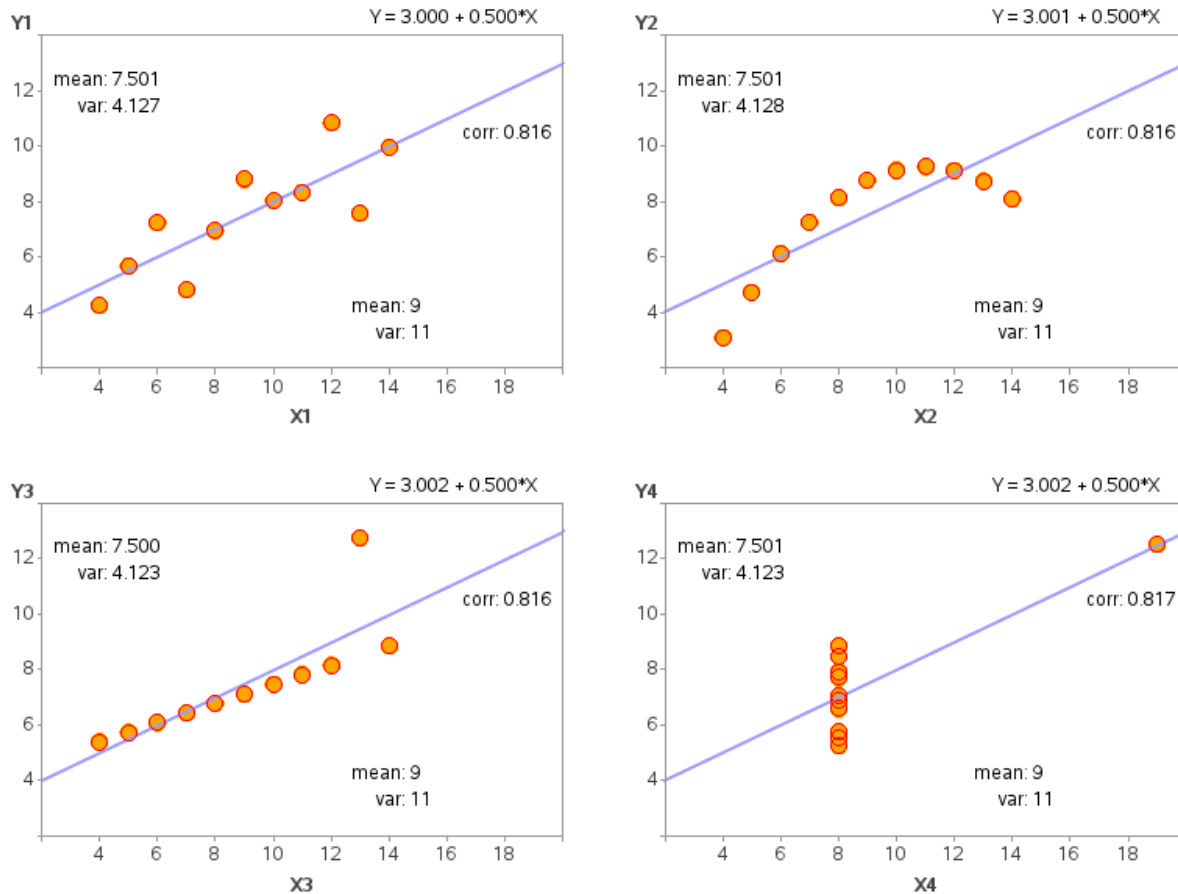 Y1
Y = 3.000 + 0.500*X
mean: 7.501
var: 4.127
corr: 0.816
mean: 9
var: 11
12
10
8
6
4
4 6 8 10 12 14 16 18
X1
Y2
Y = 3.001 + 0.500*X
mean: 7.501
var: 4.128
corr: 0.816
mean: 9
var: 11
12
10
8
6
4
4 6 8 10 12 14 16 18
X2
Y3
Y = 3.002 + 0.500*X
mean: 7.500
var: 4.123
corr: 0.816
mean: 9
var: 11
12
10
8
6
4
4 6 8 10 12 14 16 18
X3
Y4
Y = 3.002 + 0.500*X
mean: 7.501
var: 4.123
corr: 0.817
mean: 9
var: 11
12
10
8
6
4
4 6 8 10 12 14 16 18
X4